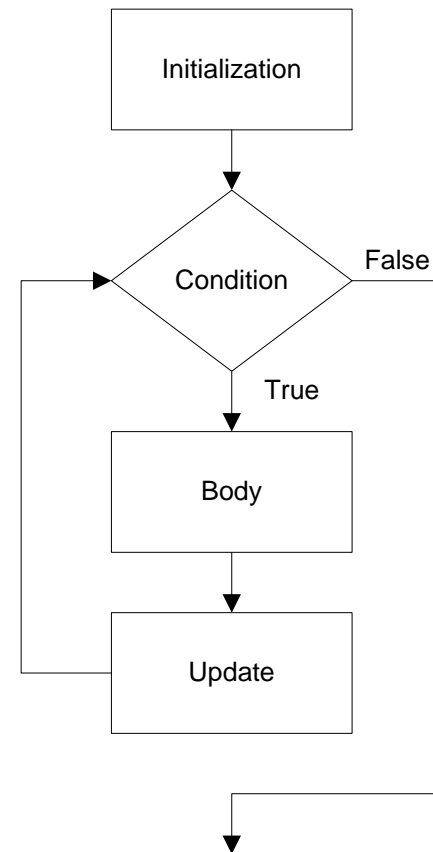 Initialization
Condition
False
True
Body
Update